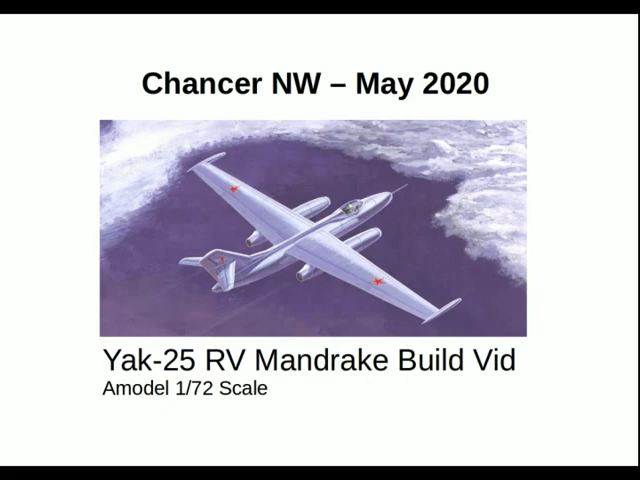 Chancer NW – May 2020
Yak-25 RV Mandrake Build Vid
Amodel 1/72 Scale